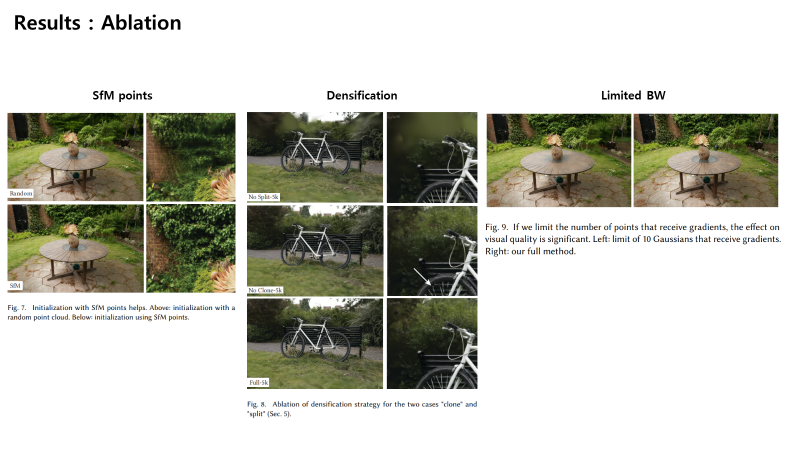 Results : Ablation
SfM points
Random
SfM
Fig. 7. Initialization with SfM points helps. Above: initialization with a
random point cloud. Below: initialization using SfM points.
Densification
No Split-5k
No Clone-5k
Full-5k
Fig. 8. Ablation of densification strategy for the two cases "clone" and
"split" (Sec. 5).
Limited BW
Fig. 9. If we limit the number of points that receive gradients, the effect on
visual quality is significant. Left: limit of 10 Gaussians that receive gradients.
Right: our full method.